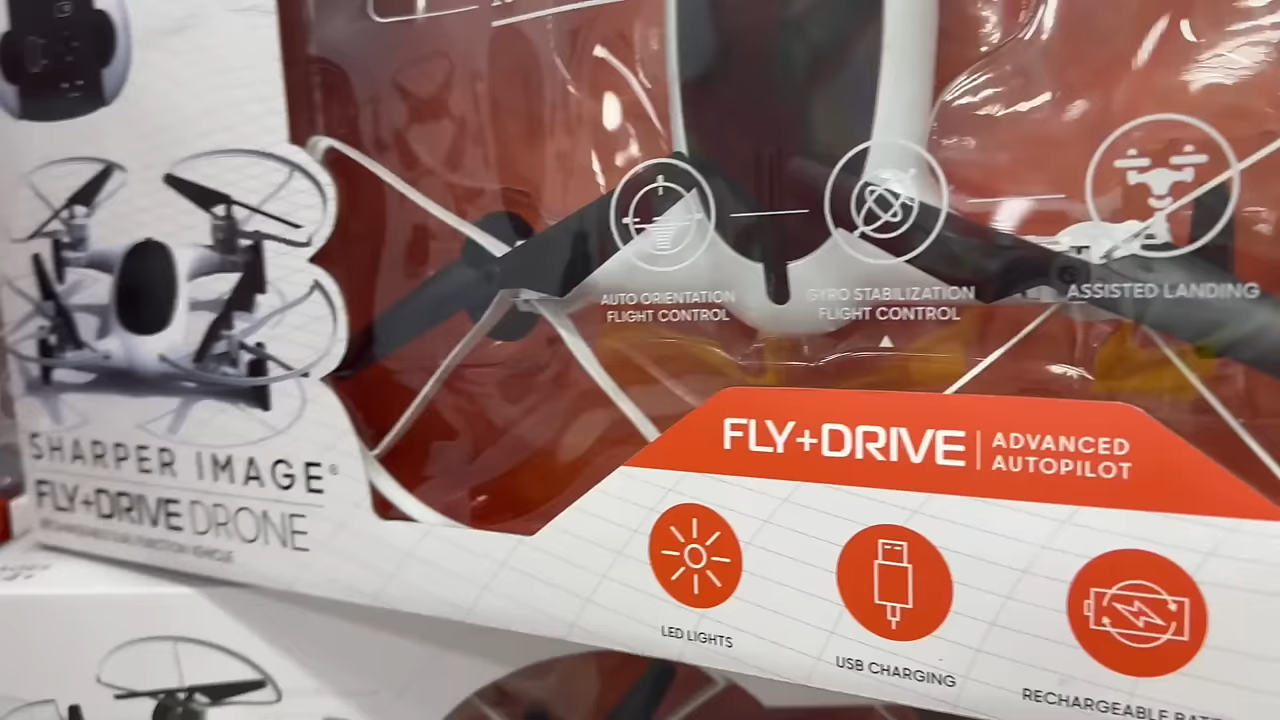 AUTO ORIENTATION
FLIGHT CONTROL
GYRO STABILIZATION
FLIGHT CONTROL
ASSISTED LANDING
FLY+DRIVE | ADVANCED
AUTOPILOT
SHARPER IMAGE®
FLY+DRIVE DRONE
LED LIGHTS
USB CHARGING
RECHARGEABLE